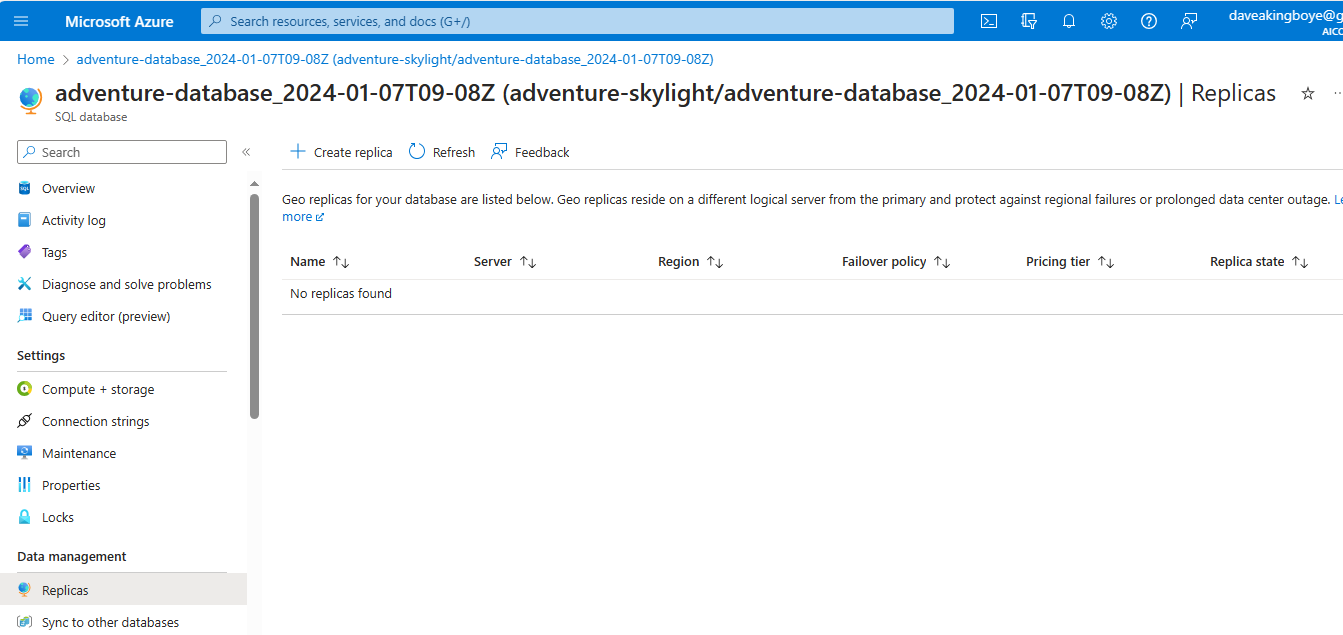 Microsoft Azure
Search resources, services, and docs (G+/)
daveakingboye@g
AICC
Home > adventure-database_2024-01-07T09-08Z (adventure-skylight/adventure-database_2024-01-07T09-08Z)
adventure-database_2024-01-07T09-08Z (adventure-skylight/adventure-database_2024-01-07T09-08Z) | Replicas
SQL database
Search
Create replica
Refresh
Feedback
Overview
Activity log
Tags
Diagnose and solve problems
Query editor (preview)
Settings
Compute + storage
Connection strings
Maintenance
Properties
Locks
Data management
Replicas
Sync to other databases
Geo replicas for your database are listed below. Geo replicas reside on a different logical server from the primary and protect against regional failures or prolonged data center outage. Le
more
Name Server Region Failover policy Pricing tier Replica state
No replicas found